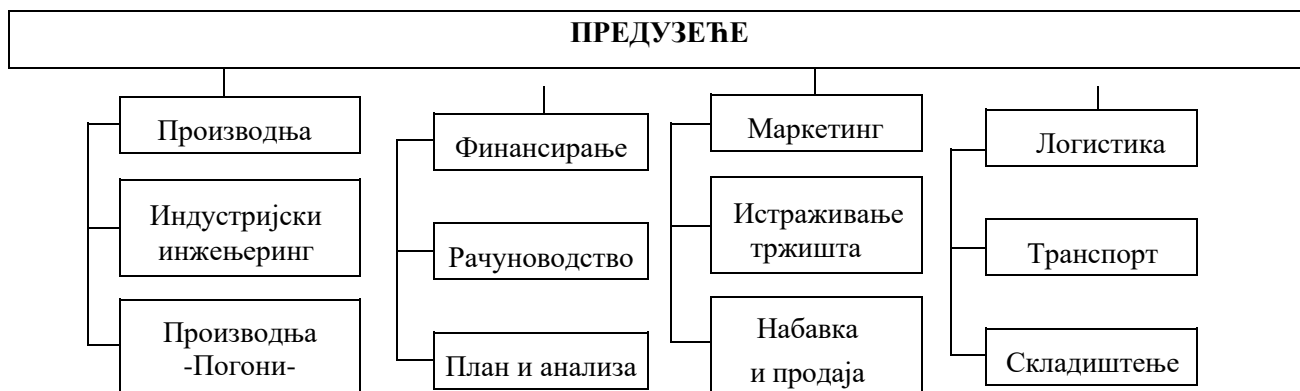 ПРЕДУЗЕЋЕ
Производња
Финансирање
Маркетинг
Логистика
Индустријски
инжењеринг
Рачуноводство
Истраживање
тржишта
Транспорт
Производња
-Погони-
План и анализа
Набавка
и продаја
Складиштење